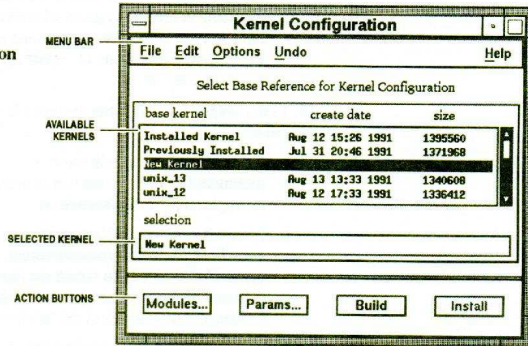 Kernel Configuration
on
MENU BAR
File Edit Options Undo Help
Select Base Reference for Kernel Configuration
base kernel create date size
AVAILABLE
KERNELS
Installed Kernel Aug 12 15:26 1991 1395560
Previously Installed Jul 31 20:46 1991 1371968
New Kernel
unix_13 Aug 13 13:33 1991 1340608
unix_12 Aug 12 17:33 1991 1336412
selection
SELECTED KERNEL
New Kernel
ACTION BUTTONS
Modules... Params... Build Install